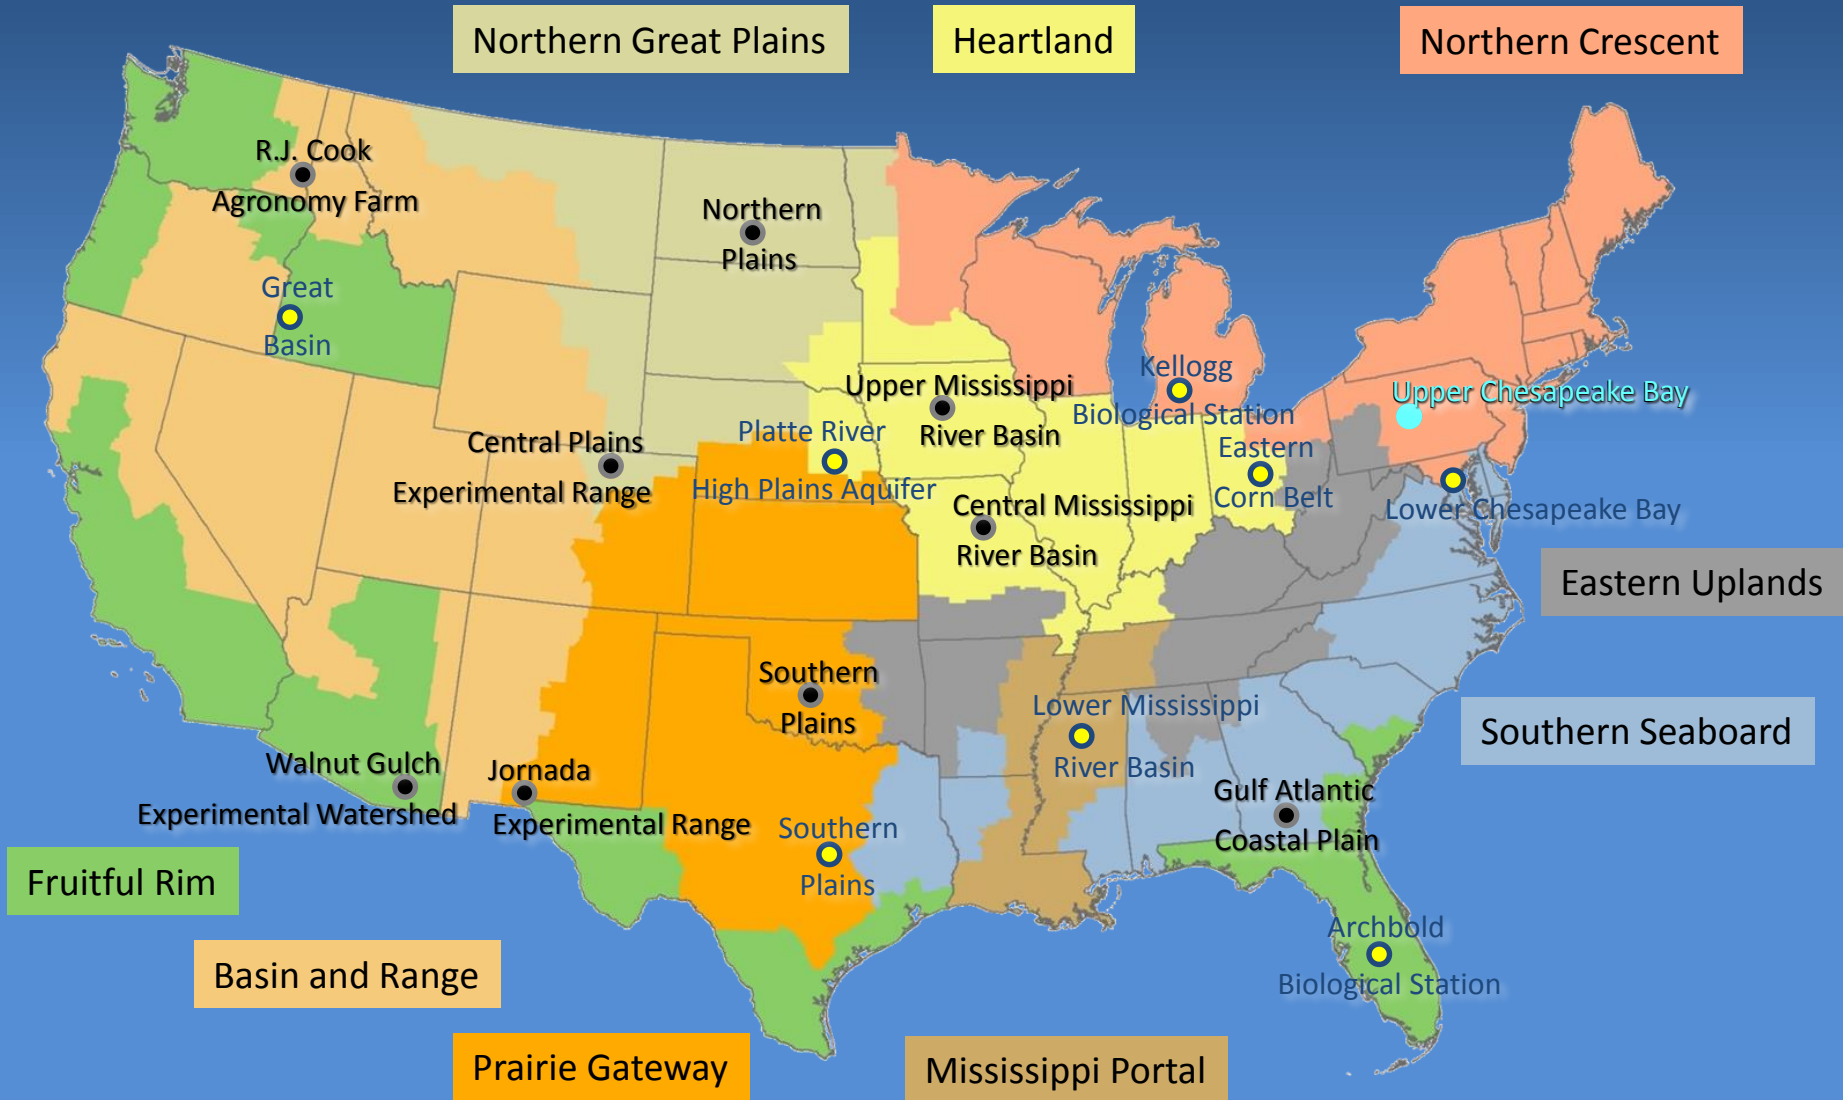 Northern Great Plains
Heartland
Northern Crescent
R.J. Cook
Agronomy Farm
Northern
Plains
Great
Basin
Kellogg
Biological Station
Upper Mississippi
River Basin
Upper Chesapeake Bay
Central Plains
Experimental Range
Platte River
High Plains Aquifer
Eastern
Corn Belt
Central Mississippi
River Basin
Lower Chesapeake Bay
Eastern Uplands
Southern
Plains
Lower Mississippi
River Basin
Southern Seaboard
Walnut Gulch
Experimental Watershed
Jornada
Experimental Range
Southern
Plains
Gulf Atlantic
Coastal Plain
Fruitful Rim
Archbold
Biological Station
Basin and Range
Prairie Gateway
Mississippi Portal